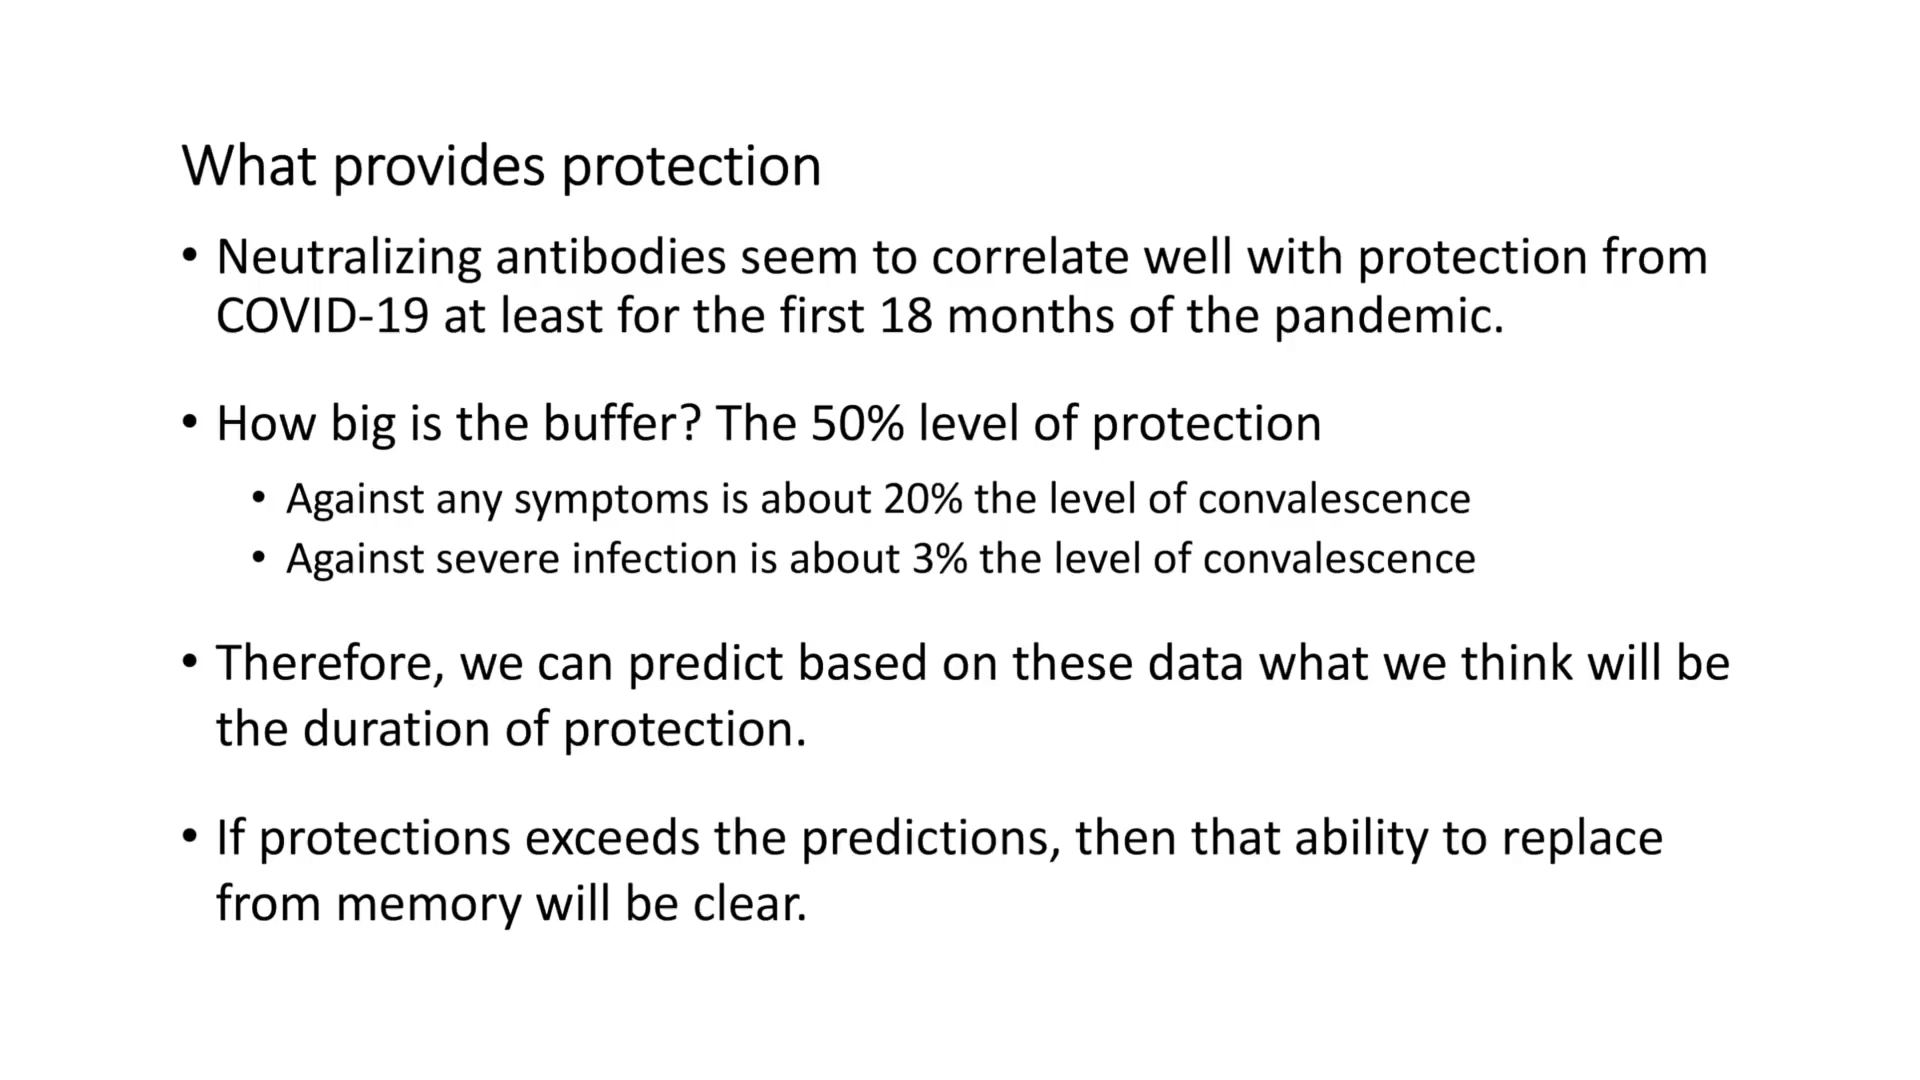 What provides protection
• Neutralizing antibodies seem to correlate well with protection from
COVID-19 at least for the first 18 months of the pandemic.
• How big is the buffer? The 50% level of protection
• Against any symptoms is about 20% the level of convalescence
• Against severe infection is about 3% the level of convalescence
• Therefore, we can predict based on these data what we think will be
the duration of protection.
• If protections exceeds the predictions, then that ability to replace
from memory will be clear.